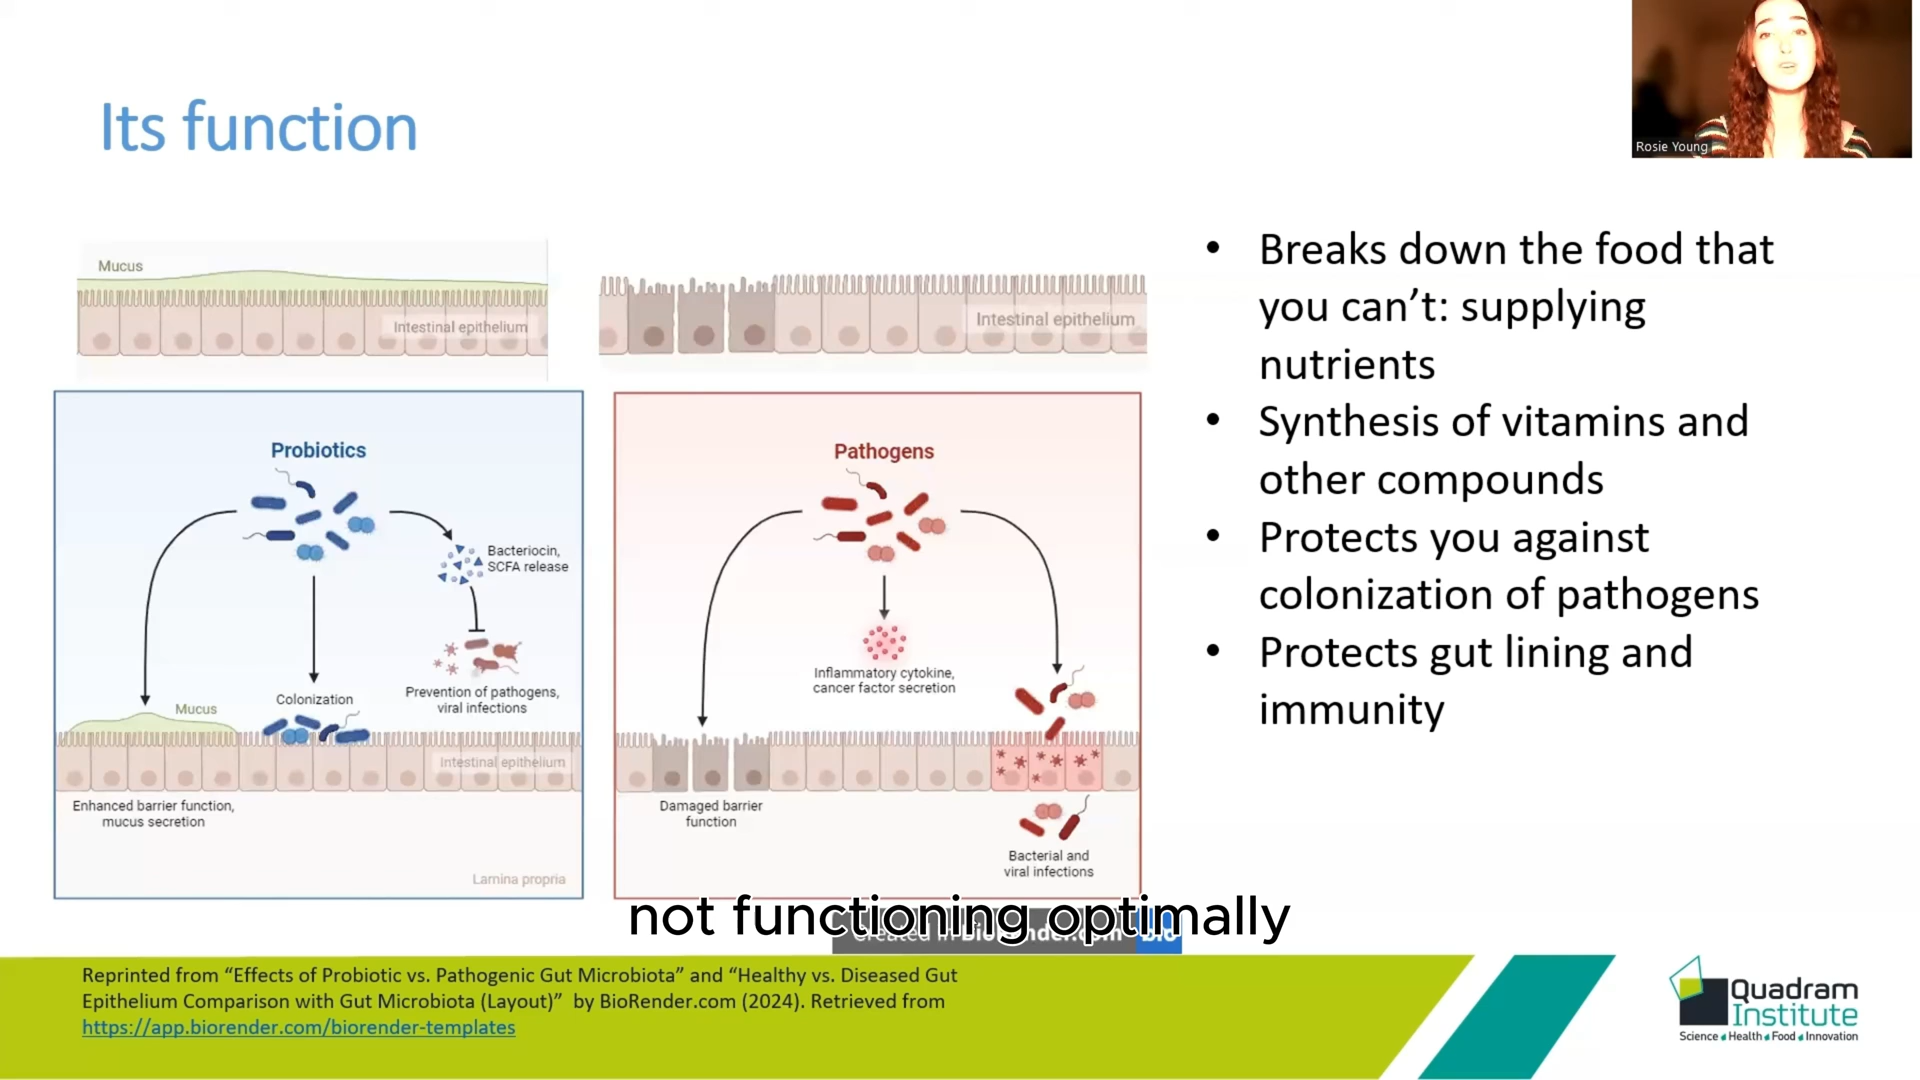 Rosie Young
Its function
Mucus
Intestinal epithelium
Intestinal epithelium
Probiotics
Bacteriocin,
SCFA release
Colonization
Prevention of pathogens,
viral infections
Mucus
Intestinal epithelium
Enhanced barrier function,
mucus secretion
Lamina propria
Pathogens
Inflammatory cytokine,
cancer factor secretion
Damaged barrier
function
Bacterial and
viral infections
• Breaks down the food that
you can’t: supplying
nutrients
• Synthesis of vitamins and
other compounds
• Protects you against
colonization of pathogens
• Protects gut lining and
immunity
not functioning optimally
Created in BioRender.com bio
Reprinted from “Effects of Probiotic vs. Pathogenic Gut Microbiota” and “Healthy vs. Diseased Gut
Epithelium Comparison with Gut Microbiota (Layout)” by BioRender.com (2024). Retrieved from
https://app.biorender.com/biorender-templates
Quadram
Institute
Science Health Food Innovation